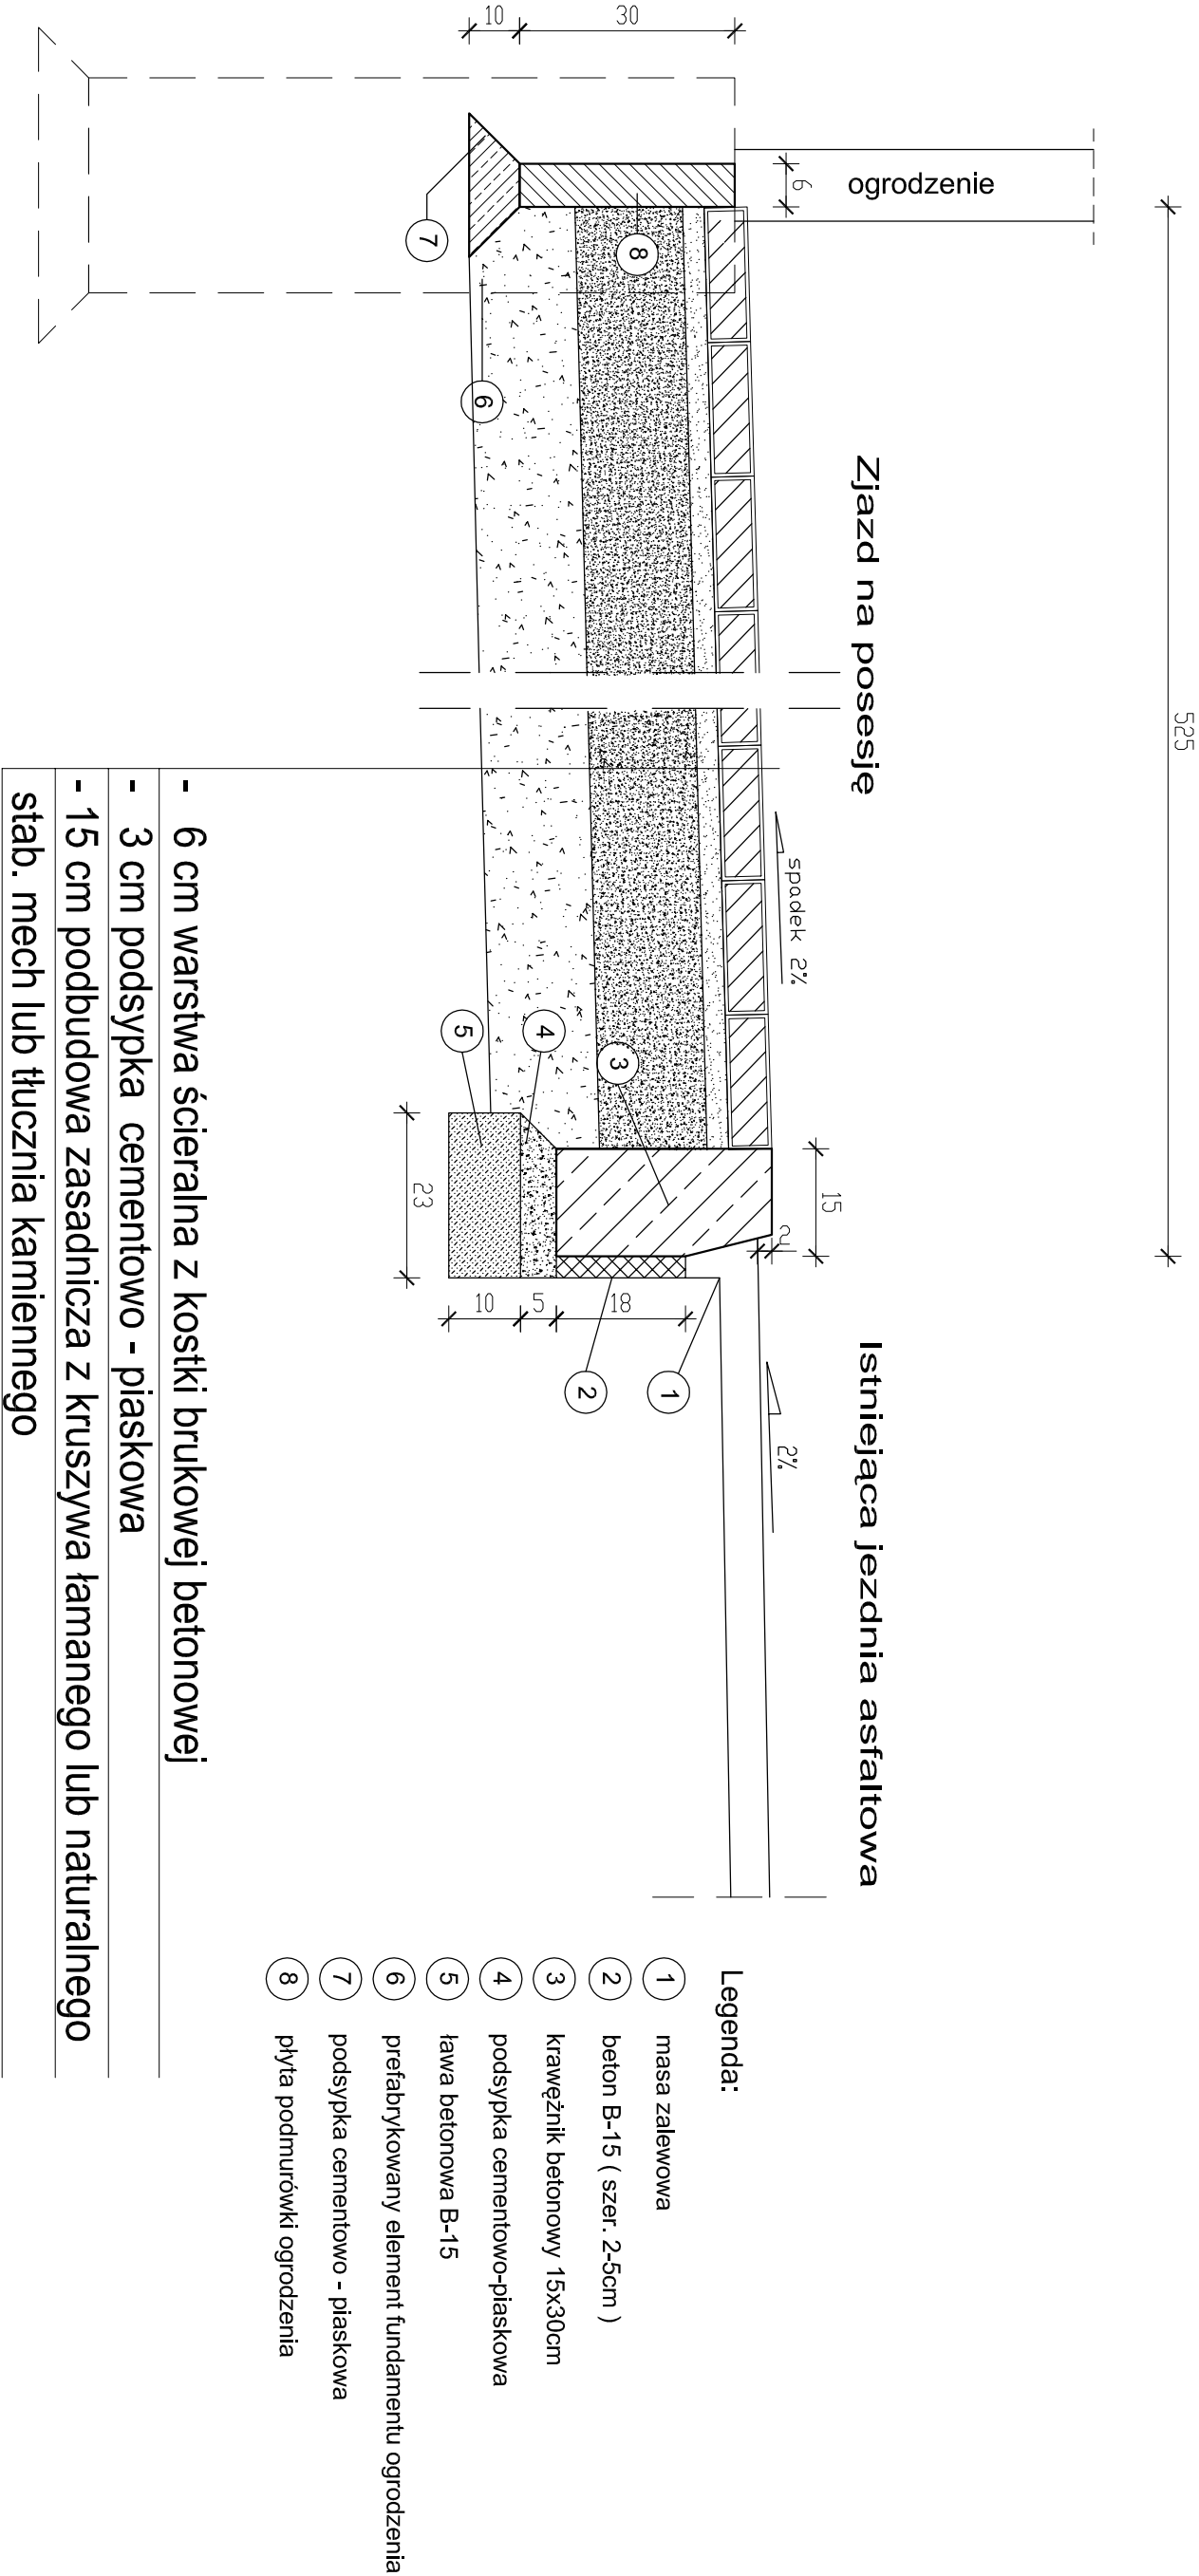 525
ogrodzenie
6
30
10
Zjazd na posesję
Istniejąca jezdnia asfaltowa
spadek 2%
2%
15
2
18
5
10
23
1
2
3
4
5
6
7
8
- 6 cm warstwa ścieralna z kostki brukowej betonowej
- 3 cm podsypka cementowo - piaskowa
- 15 cm podbudowa zasadnicza z kruszywa łamanego lub naturalnego
stab. mech lub tłucznia kamiennego
Legenda:
1 masa zalewowa
2 beton B-15 ( szer. 2-5cm )
3 krawężnik betonowy 15x30cm
4 podsypka cementowo-piaskowa
5 ława betonowa B-15
6 prefabrykowany element fundamentu ogrodzenia
7 podsypka cementowo - piaskowa
8 płyta podmurówki ogrodzenia